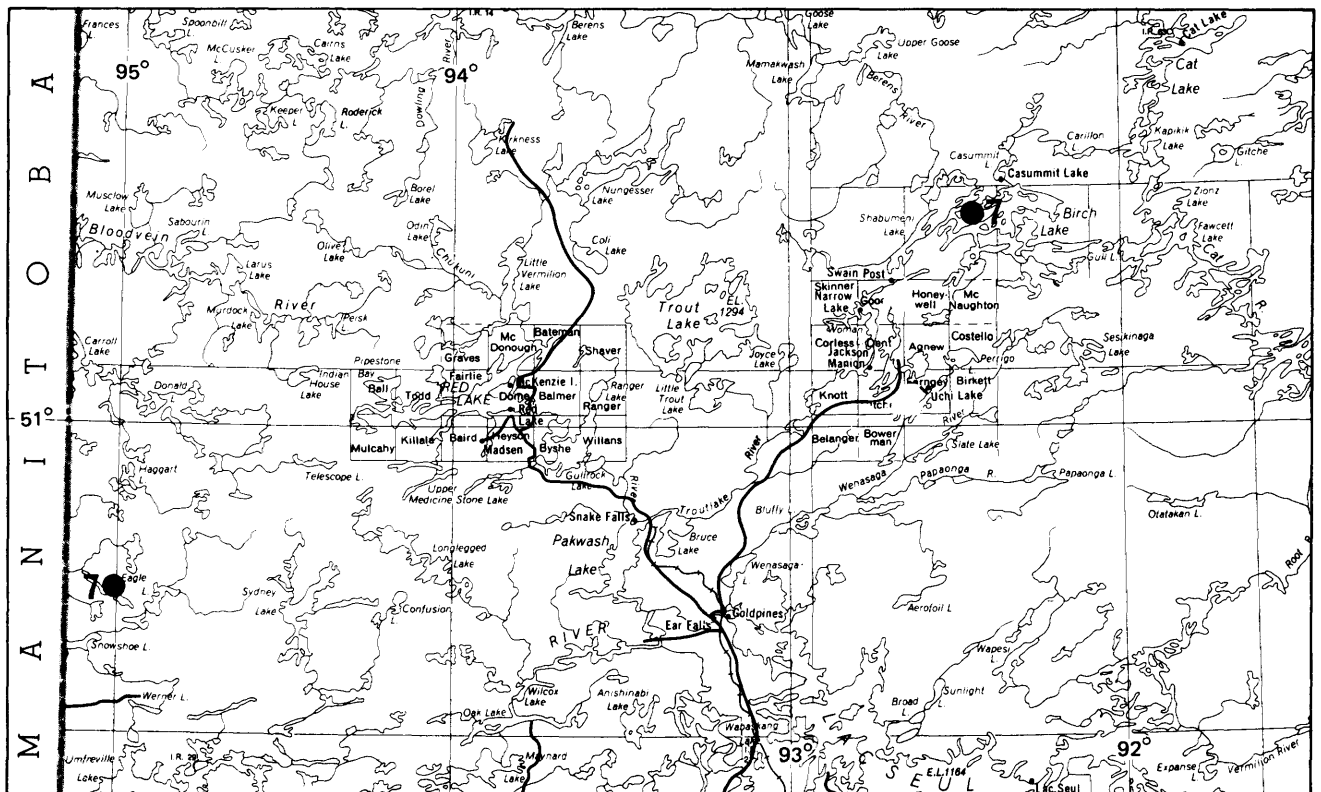 I.R. 14
Frances L.
Spoonbill L.
McCusker L.
Cairns Lake
River
Berens Lake
Goose Lake
Upper Goose Lake
Mamakwash Lake
Cat Lake
Cat Lake
95°
94°
Keeper L.
Roderick L.
Dowling
Berens River
Kirkness Lake
Carillon L.
Kapikik Lake
Gitche L.
Casummit L.
Casummit Lake
Borel Lake
Nungesser Lake
Musclow Lake
Sabourin L.
Bloodvein
Odin Lake
Olive Lake
Chukuni
Coli Lake
Shabumeni Lake
7
Birch Lake
Zionz Lake
Fawcett Lake
Cat
R.
Gull L.
Larus Lake
Little Vermilion Lake
Swain Post
River
Murdock Lake
Persk L.
Trout Lake
E.L. 1294
Skinner
Narrow Lake
Goor
Honeywell
Mc Naughton
Carroll Lake
Mc Donough
Bateman
Graves
Shaver
Woman
Corless
Dent
Jackson Manion
Agnew
Costello
Perrigo L.
Seskinaga Lake
Joyce Lake
Pipestone Bay
Indian House Lake
Donald L.
Ball
Todd
Fairlie
RED LAKE
McKenzie I.
Dome
Balmer
Ranger Lake
Ranger
Little Trout Lake
Knott
Earngey
Birkett
Uchi Lake
51°
Red Lake
Mulcahy
Killala
Baird
Heyson
Madsen
Byshe
Willans
River
Belanger
Bowerman
River
Slate Lake
Haggart L.
Telescope L.
Upper Medicine Stone Lake
Gullrock Lake
River
Wenasaga
Papaonga R.
Papaonga L.
Snake Falls
Troutlake
Bluffy L.
Otatakan L.
Pakwash Lake
Bruce Lake
Longlegged Lake
Root R.
7
Eagle L.
Sydney Lake
Wenasaga L.
Confusion L.
Goldpines
Aerofoil L.
Ear Falls
RIVER
Snowshoe L.
Wapesi L.
Werner L.
Wilcox Lake
Anishinabi Lake
Oak Lake
Broad L.
Sunlight L.
Wabaskang Lake
93°
92°
Umfreville Lakes
I.R. 29
Maynard Lake
E.L. 1164
SEUL
Lac Seul
Expanse L.
Vermilion River
MANITOBA